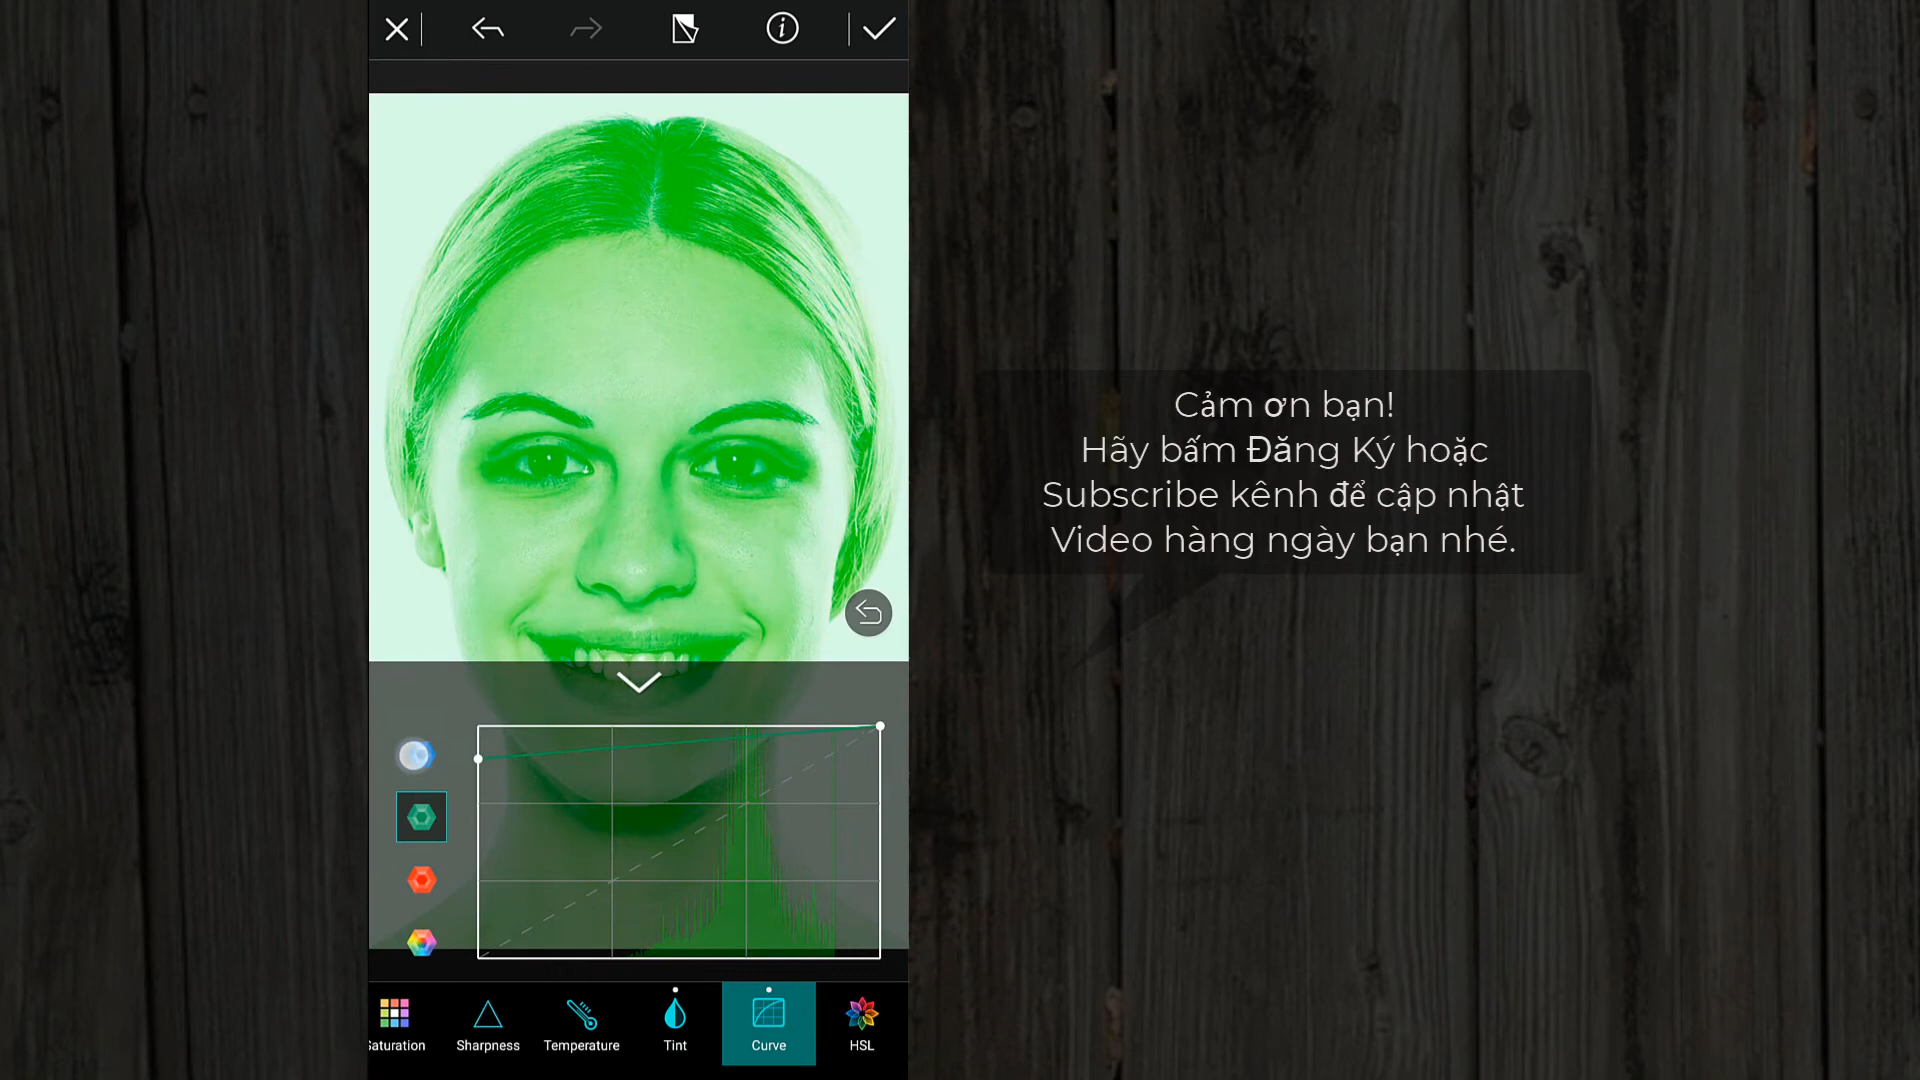 Cảm ơn bạn!
Hãy bấm Đăng Ký hoặc
Subscribe kênh để cập nhật
Video hàng ngày bạn nhé.
Saturation
Sharpness
Temperature
Tint
Curve
HSL